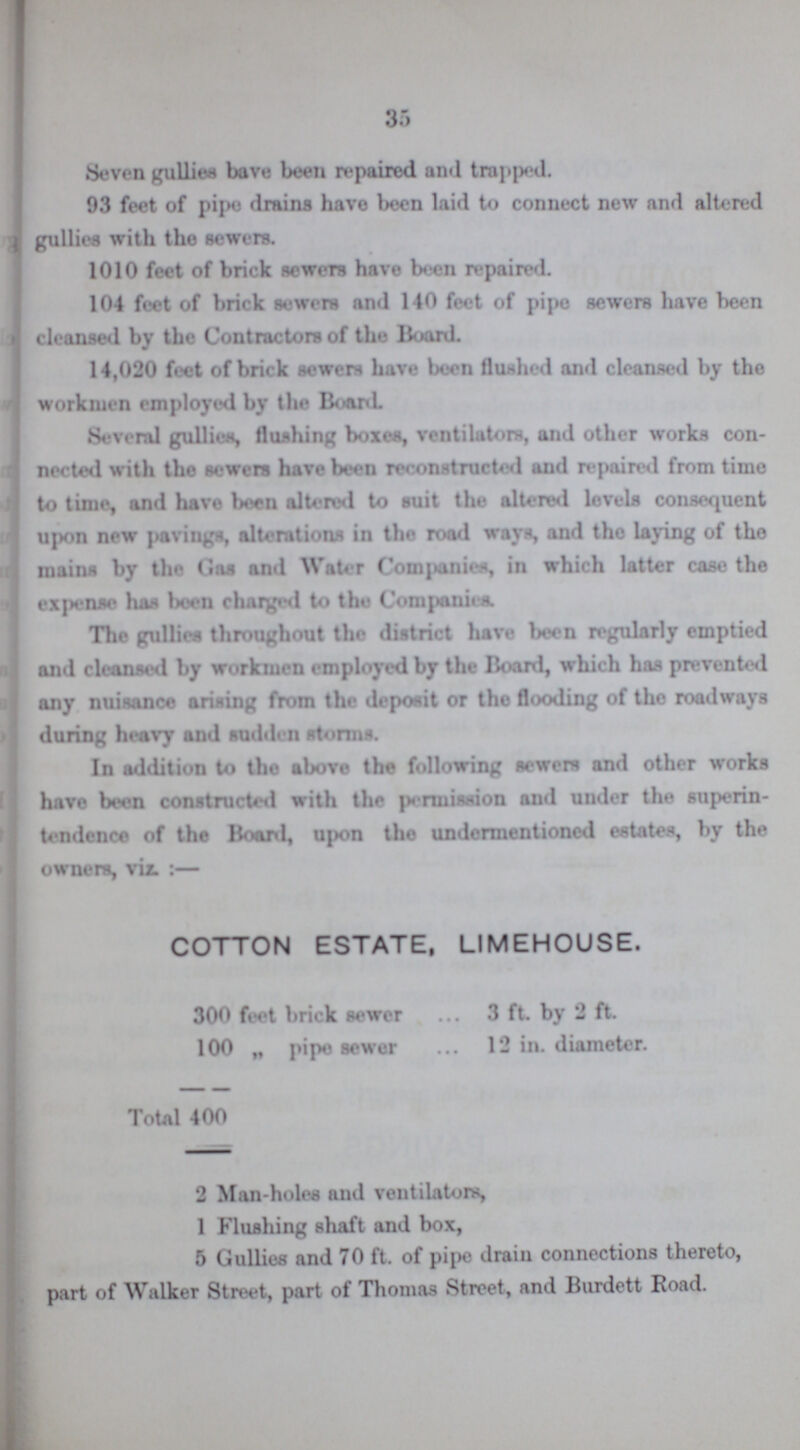 35
Seven gullies bave been repaired and trapped.
93 feet of pipe drains have been laid to connect new and altered
gullies with the sewers.
1010 feet of brick sewers have been repaired.
104 feet of brick sewers and 140 feet of pipe sewers have been
cleansed by the Contractors of the Board.
14,020 feet of brick sewers have been flushed and cleansed by the
workmen employed by the Board.
Several gullies, flushing boxes, ventilators, and other works con-
nected with the sewers have been reconstructed and repaired from time
to time, and have been altered to suit the altered levels consequent
upon new pavings, alterations in the road ways, and the laying of the
mains by the Gas and Water Companies, in which latter case the
expense has been charged to the Companies.
The gullies throughout the district have been regularly emptied
and cleansed by workmen employed by the Board, which has prevented
any nuisance arising from the deposit or the flooding of the roadways
during heavy and sudden storms.
In addition to the above the following sewers and other works
have been constructed with the permission and under the superin-
tendence of the Board, upon the undermentioned estates, by the
owners, viz. :—
COTTON ESTATE, LIMEHOUSE.
300 feet brick sewer ... 3 ft. by 2 ft.
100 „ pipe sewer ... 12 in. diameter.
Total 400
2 Man-holes and ventilators,
1 Flushing shaft and box,
5 Gullies and 70 ft. of pipe drain connections thereto,
part of Walker Street, part of Thomas Street, and Burdett Road.